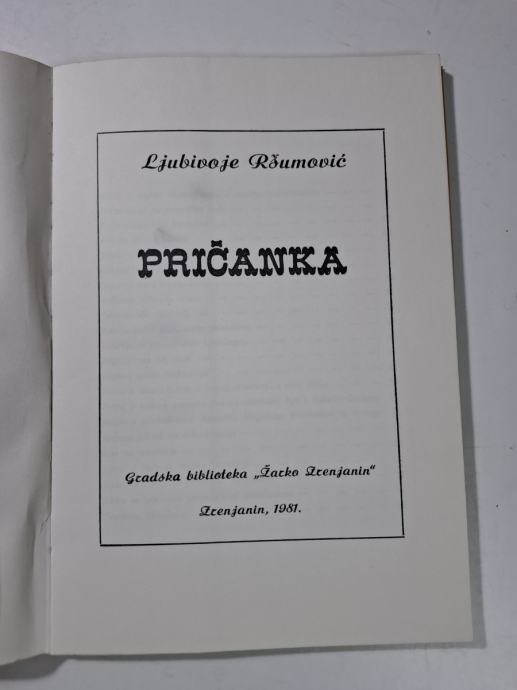 Ljubivoje Ršumović
PRIČANKA
Gradska biblioteka „Žarko Zrenjanin“
Zrenjanin, 1981.